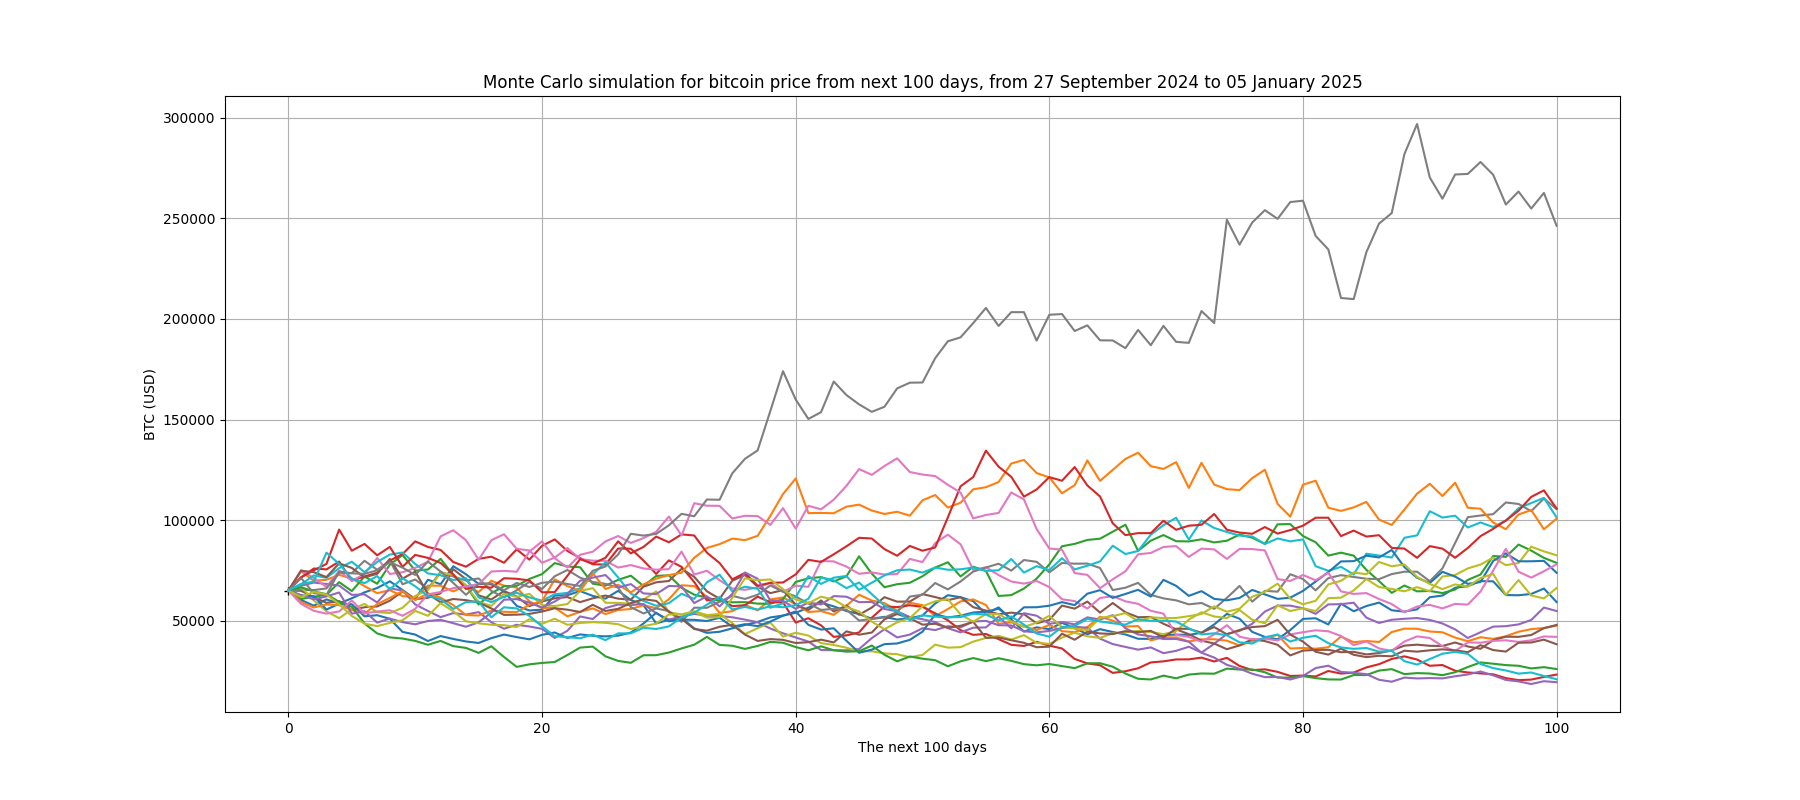 Monte Carlo simulation for bitcoin price from next 100 days, from 27 September 2024 to 05 January 2025
300000
250000
200000
150000
100000
50000
BTC (USD)
0 20 40 60 80 100
The next 100 days